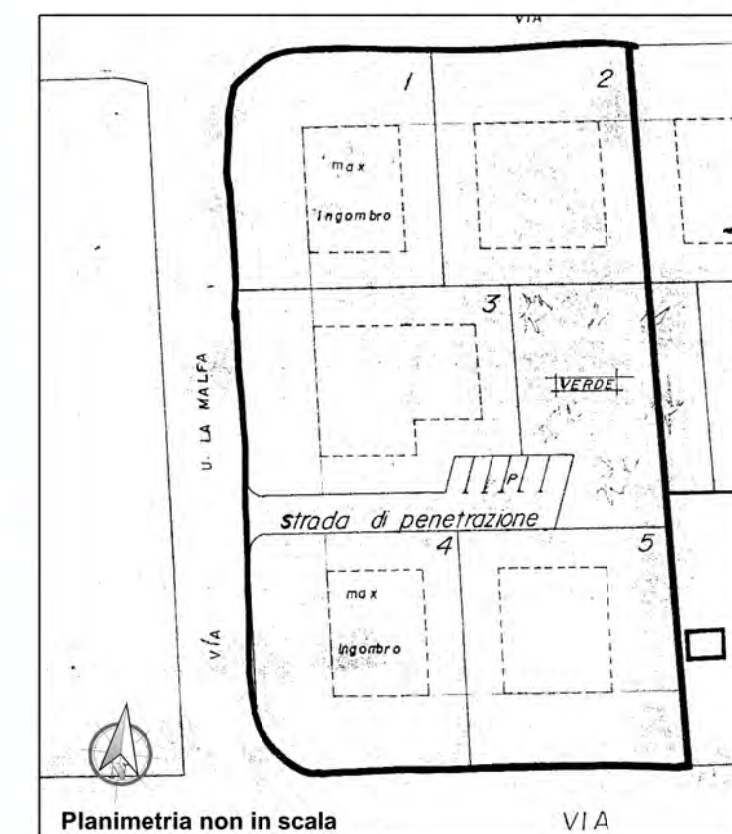 VIA
1
2
max
Ingombro
3
U. LA MALFA
VERDE
P
strada di penetrazione
4
5
max
Ingombro
VIA
N
Planimetria non in scala
VIA